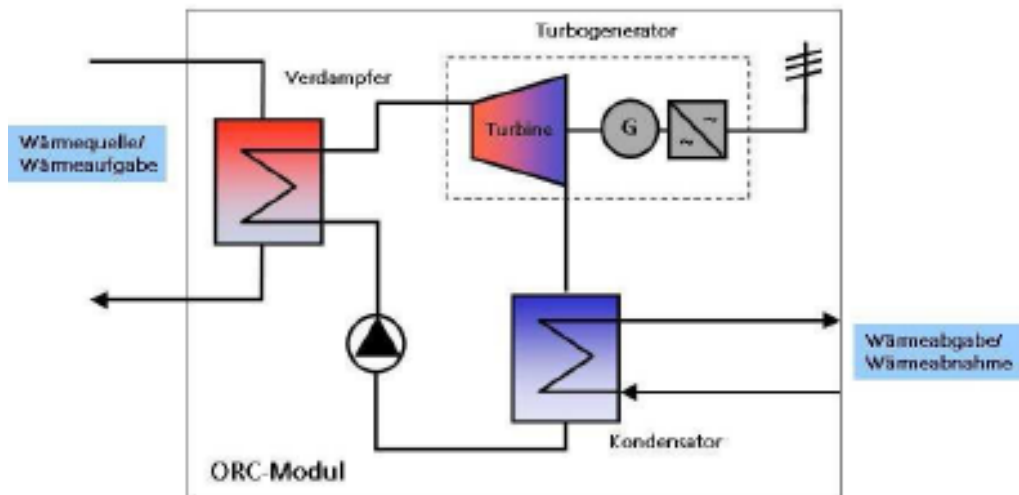 Turbogenerator
Verdampfer
Wärmequelle/
Wärmeaufgabe
Turbine
G
~
~
Wärmeabgabe/
Wärmeabnahme
Kondensator
ORC-Modul